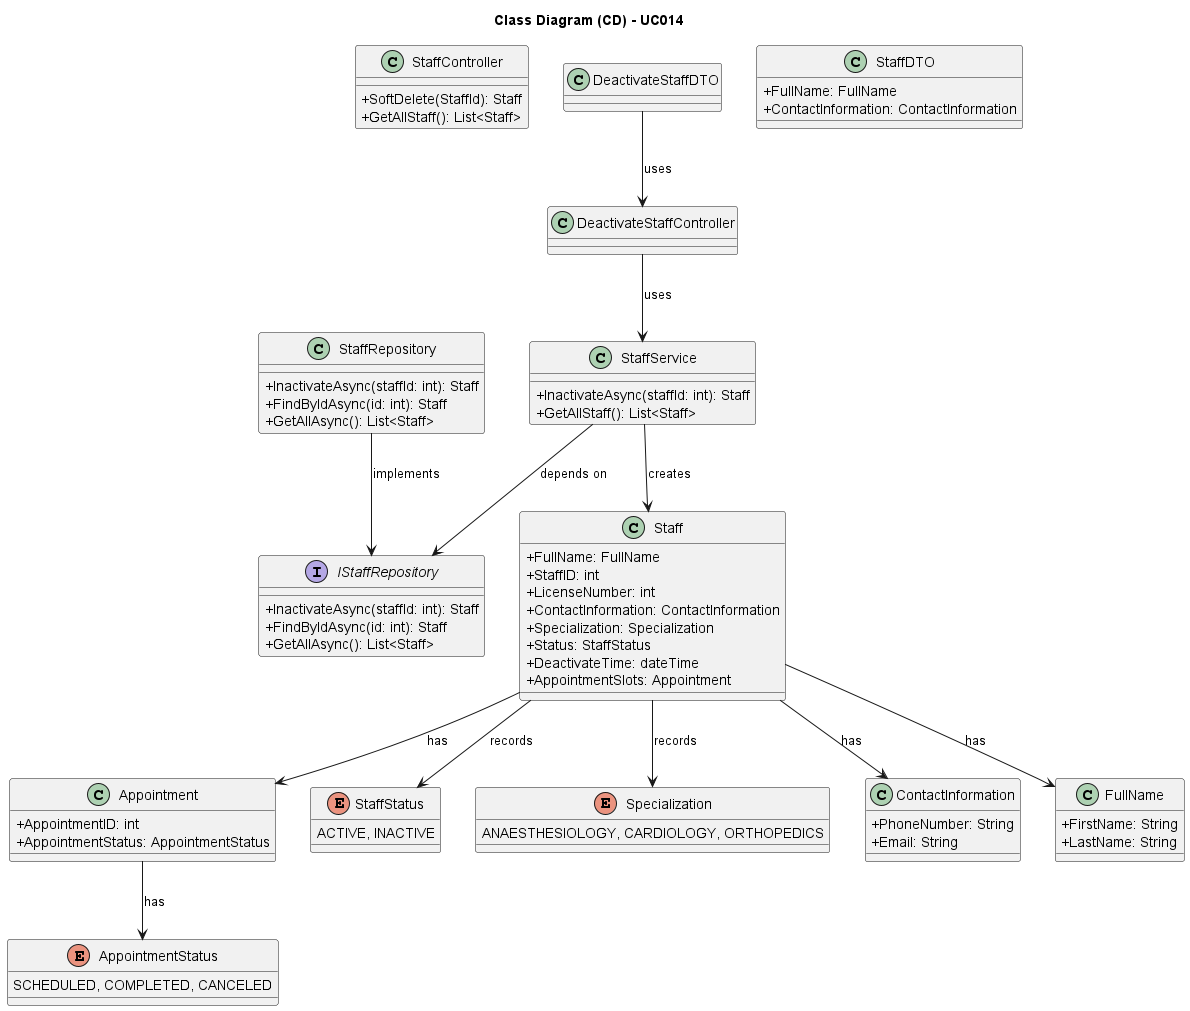 Class Diagram (CD) - UC014
C StaffController
+SoftDelete(StaffId): Staff
+GetAllStaff(): List<Staff>
C DeactivateStaffDTO
C StaffDTO
+FullName: FullName
+ContactInformation: ContactInformation
uses
C DeactivateStaffController
uses
C StaffRepository
+InactivateAsync(staffId: int): Staff
+FindByIdAsync(id: int): Staff
+GetAllAsync(): List<Staff>
C StaffService
+InactivateAsync(staffId: int): Staff
+GetAllStaff(): List<Staff>
implements
depends on
creates
I IStaffRepository
+InactivateAsync(staffId: int): Staff
+FindByIdAsync(id: int): Staff
+GetAllAsync(): List<Staff>
C Staff
+FullName: FullName
+StaffID: int
+LicenseNumber: int
+ContactInformation: ContactInformation
+Specialization: Specialization
+Status: StaffStatus
+DeactivateTime: dateTime
+AppointmentSlots: Appointment
has
records
records
has
has
C Appointment
+AppointmentID: int
+AppointmentStatus: AppointmentStatus
E StaffStatus
ACTIVE, INACTIVE
E Specialization
ANAESTHESIOLOGY, CARDIOLOGY, ORTHOPEDICS
C ContactInformation
+PhoneNumber: String
+Email: String
C FullName
+FirstName: String
+LastName: String
has
E AppointmentStatus
SCHEDULED, COMPLETED, CANCELED